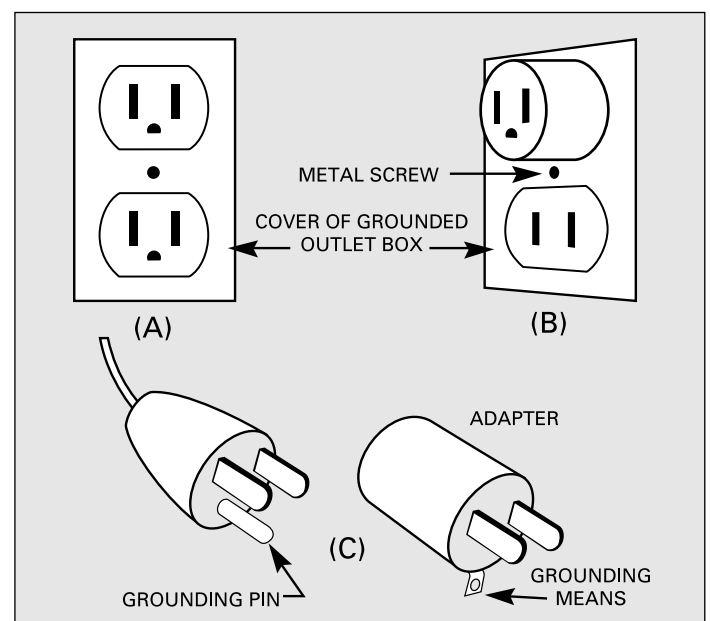 METAL SCREW
COVER OF GROUNDED
OUTLET BOX
(A)
(B)
ADAPTER
(C)
GROUNDING PIN
GROUNDING
MEANS